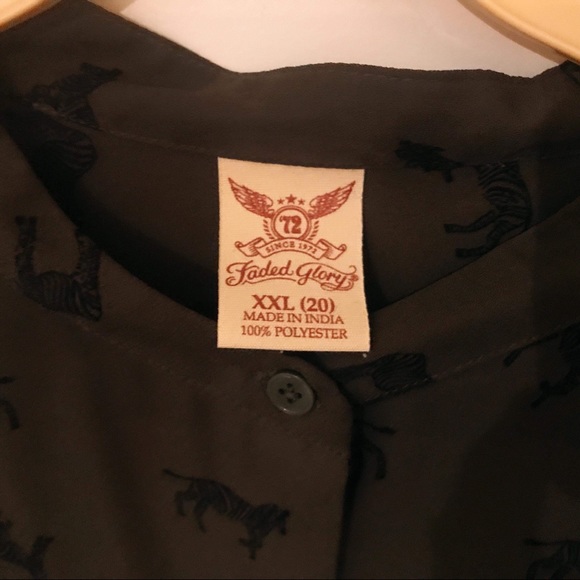 '72
SINCE 1972
Faded Glory
XXL (20)
MADE IN INDIA
100% POLYESTER